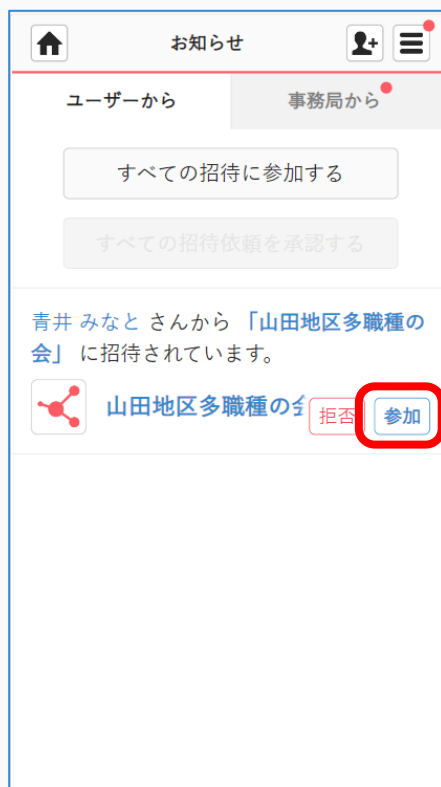 お知らせ
ユーザーから
事務局から
すべての招待に参加する
すべての招待依頼を承認する
青井 みなと さんから 「山田地区多職種の
会」 に招待されています。
山田地区多職種の会
拒否
参加